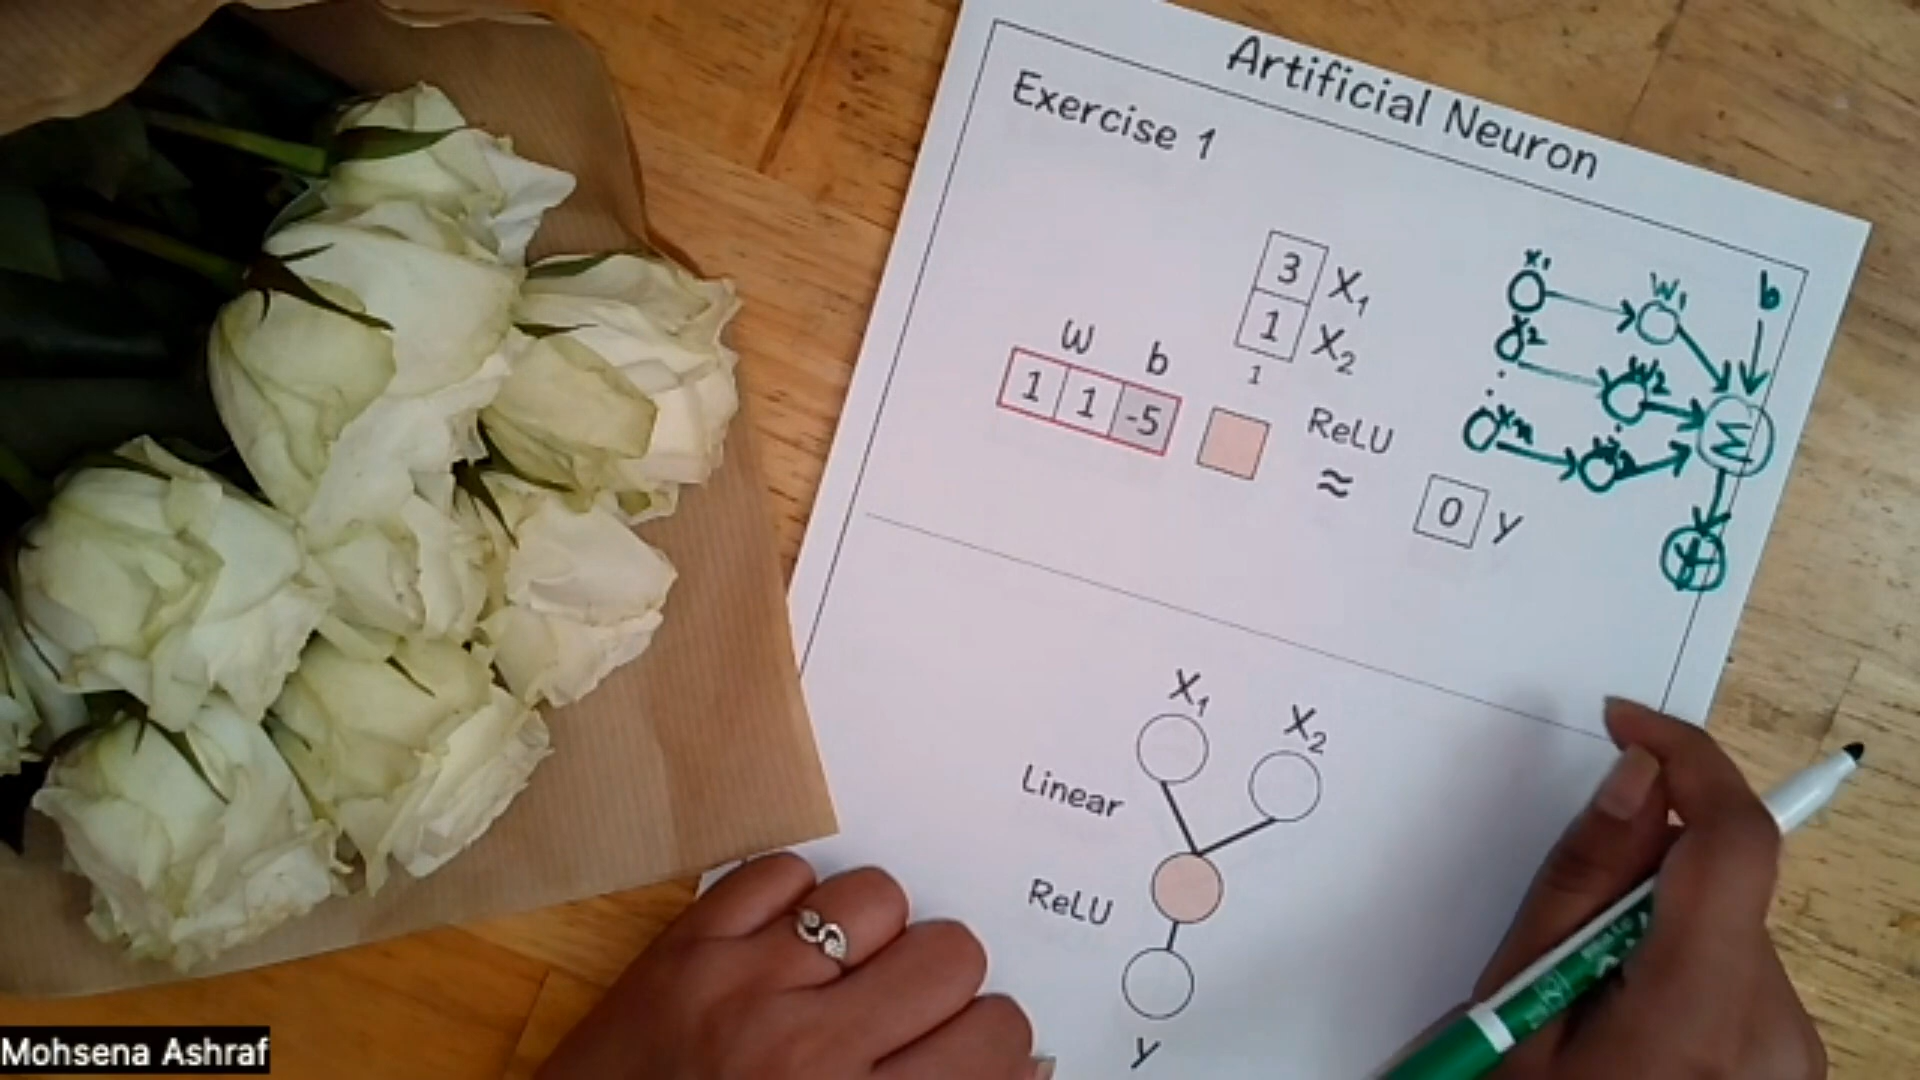 Artificial Neuron
Exercise 1
3 X1
1 X2
1
W b
1 1 -5
ReLU
≈
0 y
x1 W1 b
x2 W2
xn
Σ
y
X1
X2
Linear
ReLU
y
Mohsena Ashraf